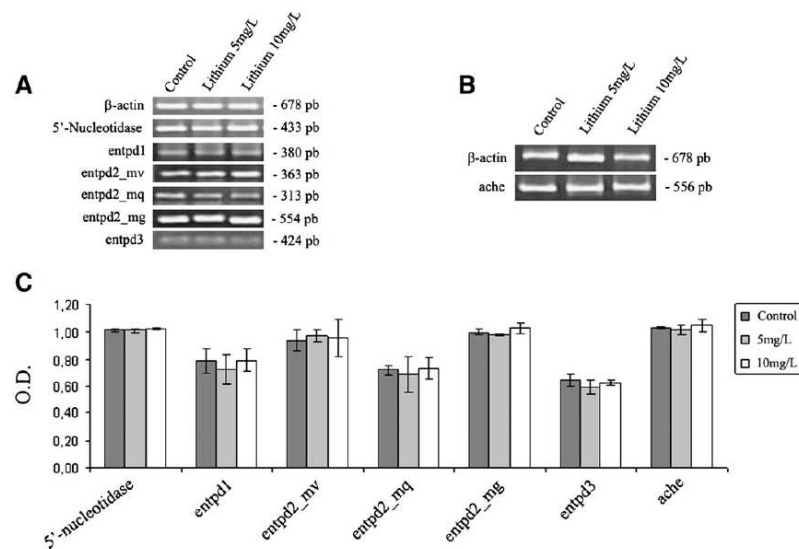 A
Control
Lithium 5mg/L
Lithium 10mg/L
β-actin - 678 pb
5'-Nucleotidase - 433 pb
entpd1 - 380 pb
entpd2_mv - 363 pb
entpd2_mq - 313 pb
entpd2_mg - 554 pb
entpd3 - 424 pb
B
Control
Lithium 5mg/L
Lithium 10mg/L
β-actin - 678 pb
ache - 556 pb
C
O.D.
1,20
1,00
0,80
0,60
0,40
0,20
0,00
5'-nucleotidase
entpd1
entpd2_mv
entpd2_mq
entpd2_mg
entpd3
ache
Control
5mg/L
10mg/L